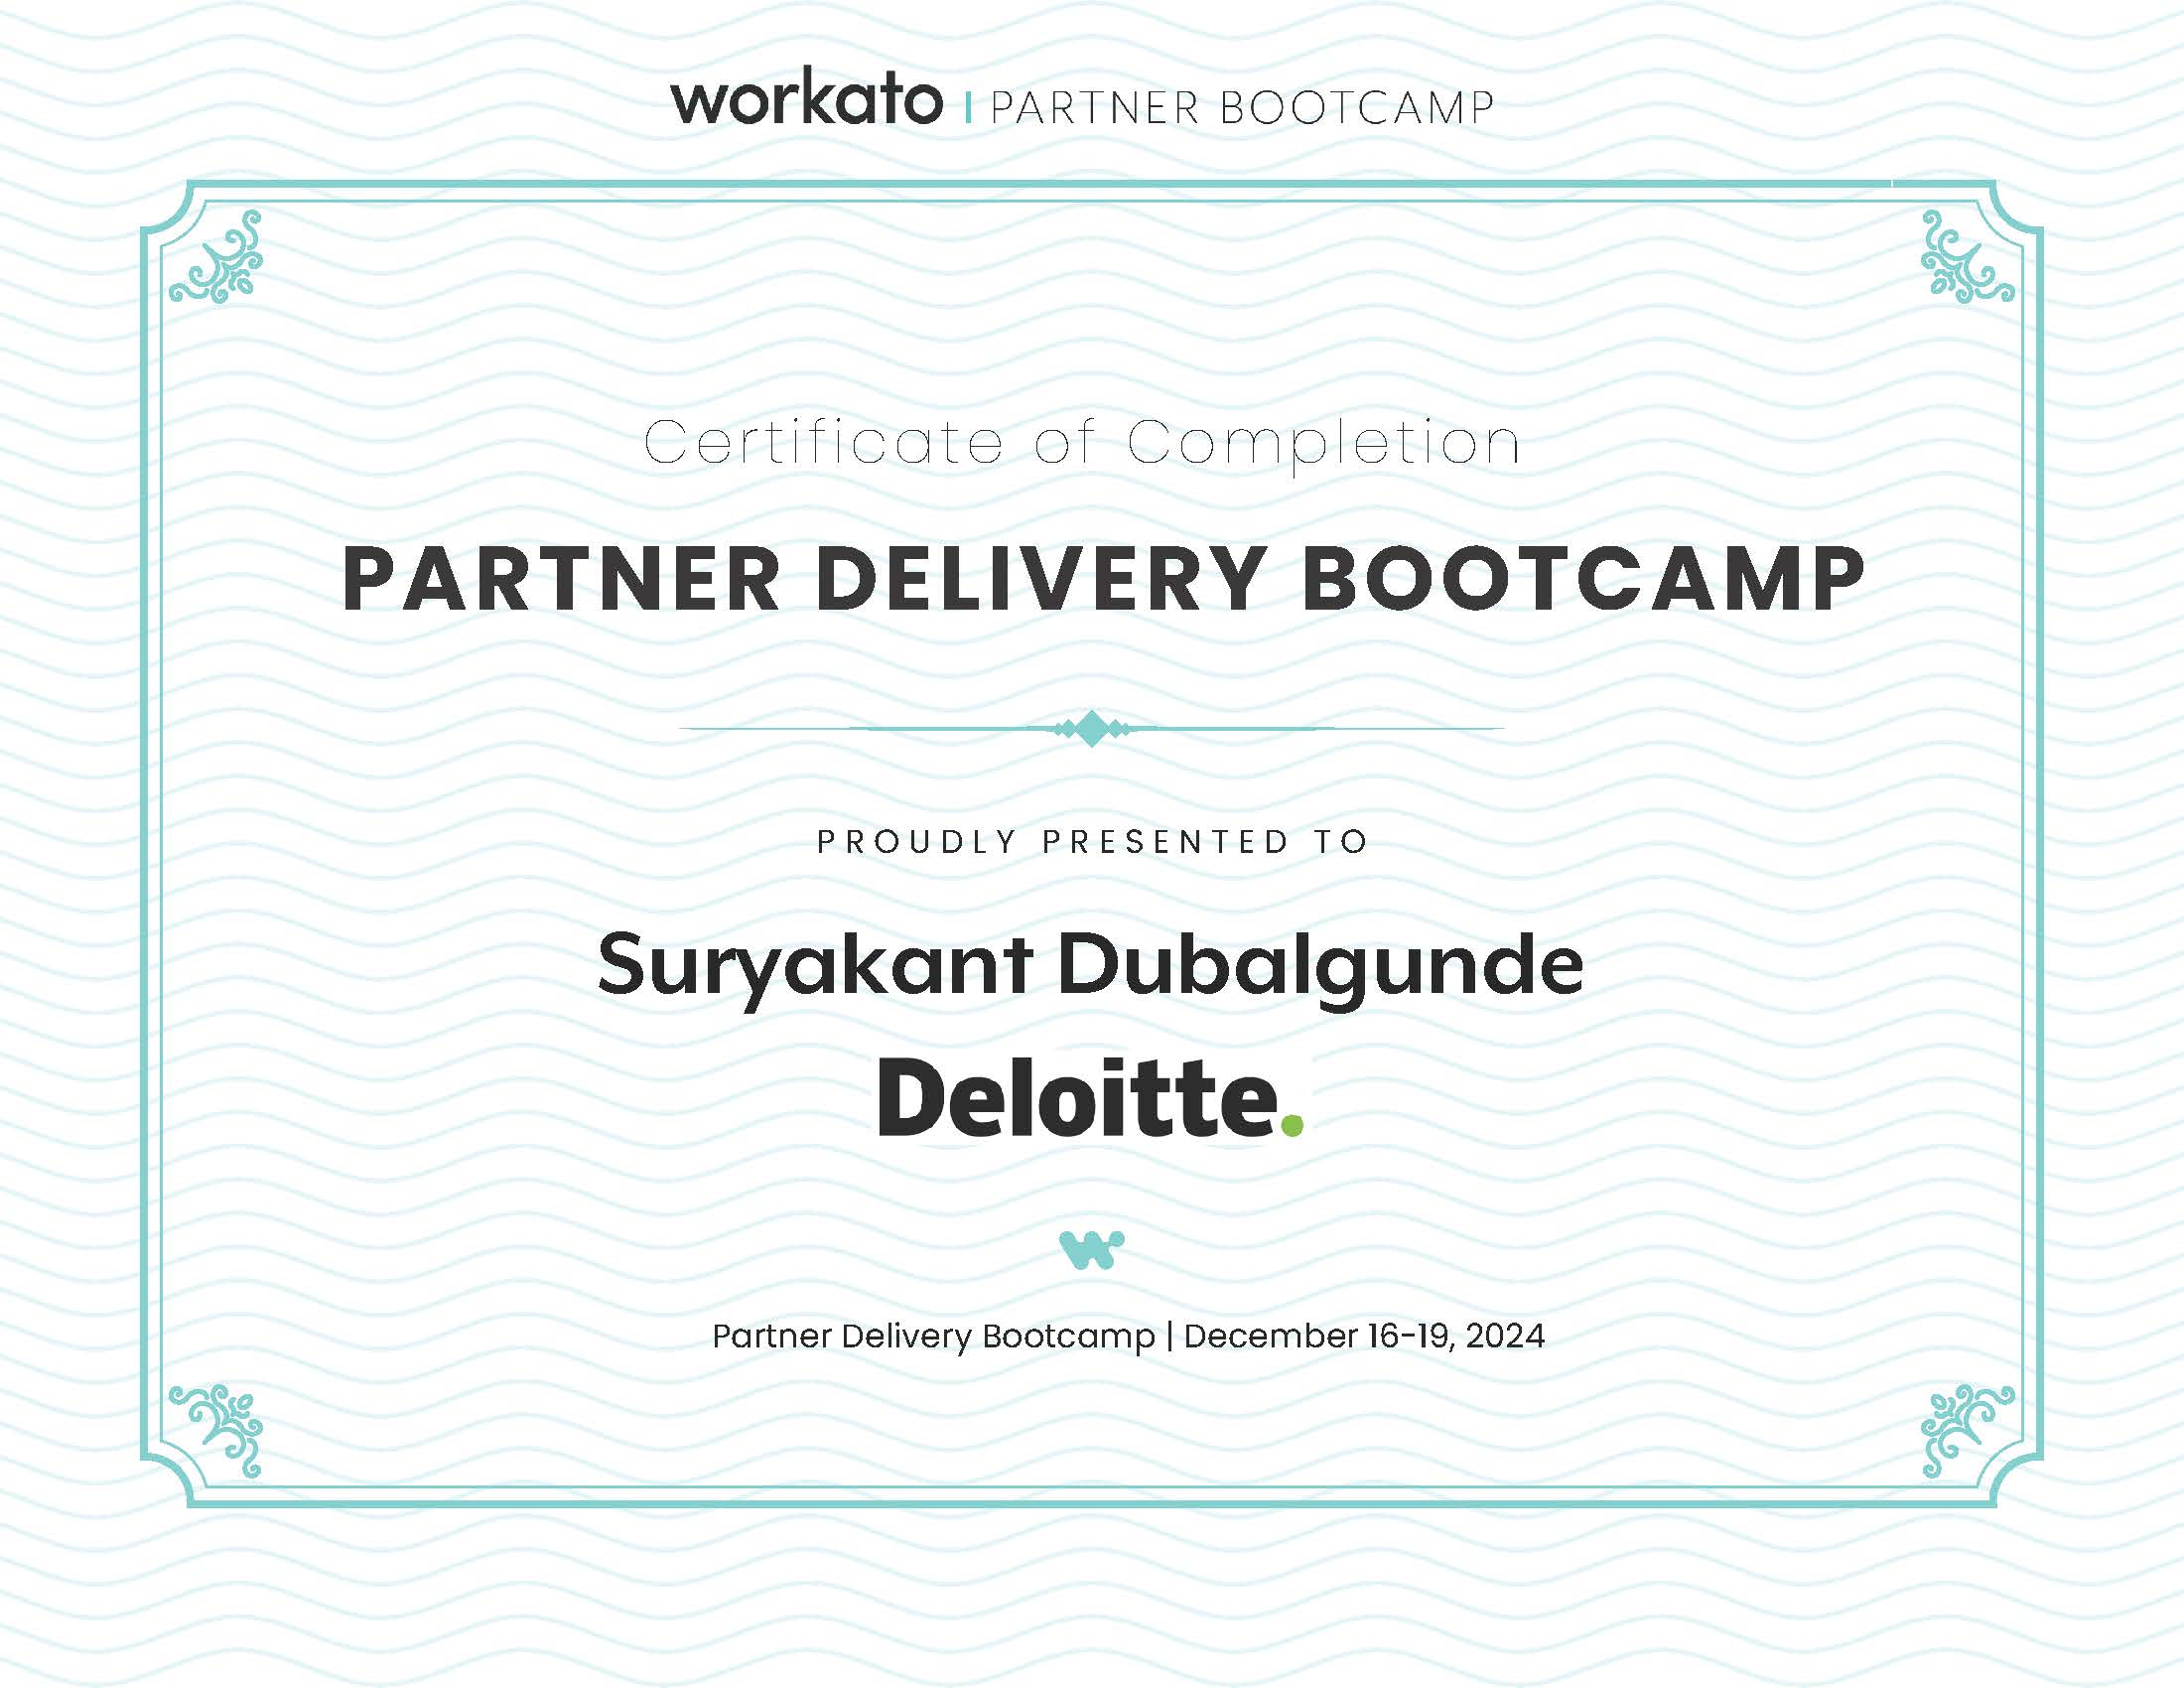 workato | PARTNER BOOTCAMP
Certificate of Completion
PARTNER DELIVERY BOOTCAMP
PROUDLY PRESENTED TO
Suryakant Dubalgunde
Deloitte.
Partner Delivery Bootcamp | December 16-19, 2024